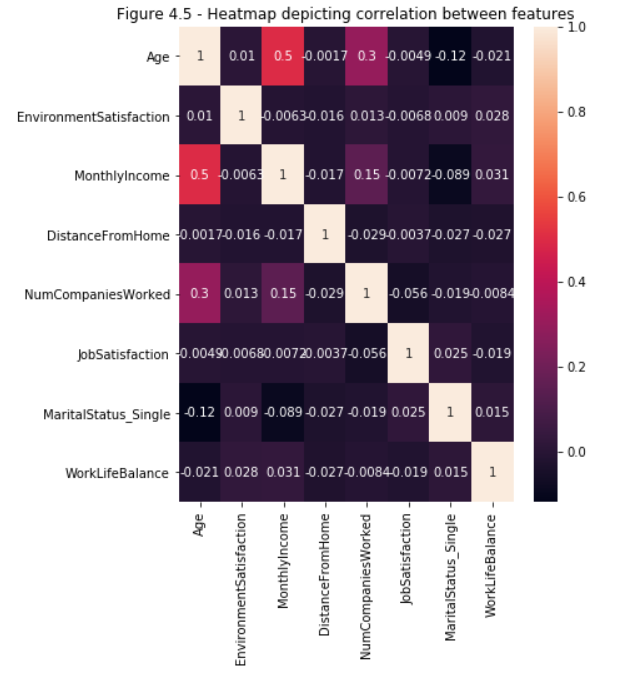 Figure 4.5 - Heatmap depicting correlation between features
Age 1 0.01 0.5 -0.0017 0.3 -0.0049 -0.12 -0.021
EnvironmentSatisfaction 0.01 1 -0.0063 -0.016 0.013 -0.0068 0.009 0.028
MonthlyIncome 0.5 -0.0063 1 -0.017 0.15 -0.0072 -0.089 0.031
DistanceFromHome -0.0017 -0.016 -0.017 1 -0.029 -0.0037 -0.027 -0.027
NumCompaniesWorked 0.3 0.013 0.15 -0.029 1 -0.056 -0.019 -0.0084
JobSatisfaction -0.0049 -0.0068 -0.0072 -0.0037 -0.056 1 0.025 -0.019
MaritalStatus_Single -0.12 0.009 -0.089 -0.027 -0.019 0.025 1 0.015
WorkLifeBalance -0.021 0.028 0.031 -0.027 -0.0084 -0.019 0.015 1
Age
EnvironmentSatisfaction
MonthlyIncome
DistanceFromHome
NumCompaniesWorked
JobSatisfaction
MaritalStatus_Single
WorkLifeBalance
1.0
0.8
0.6
0.4
0.2
0.0